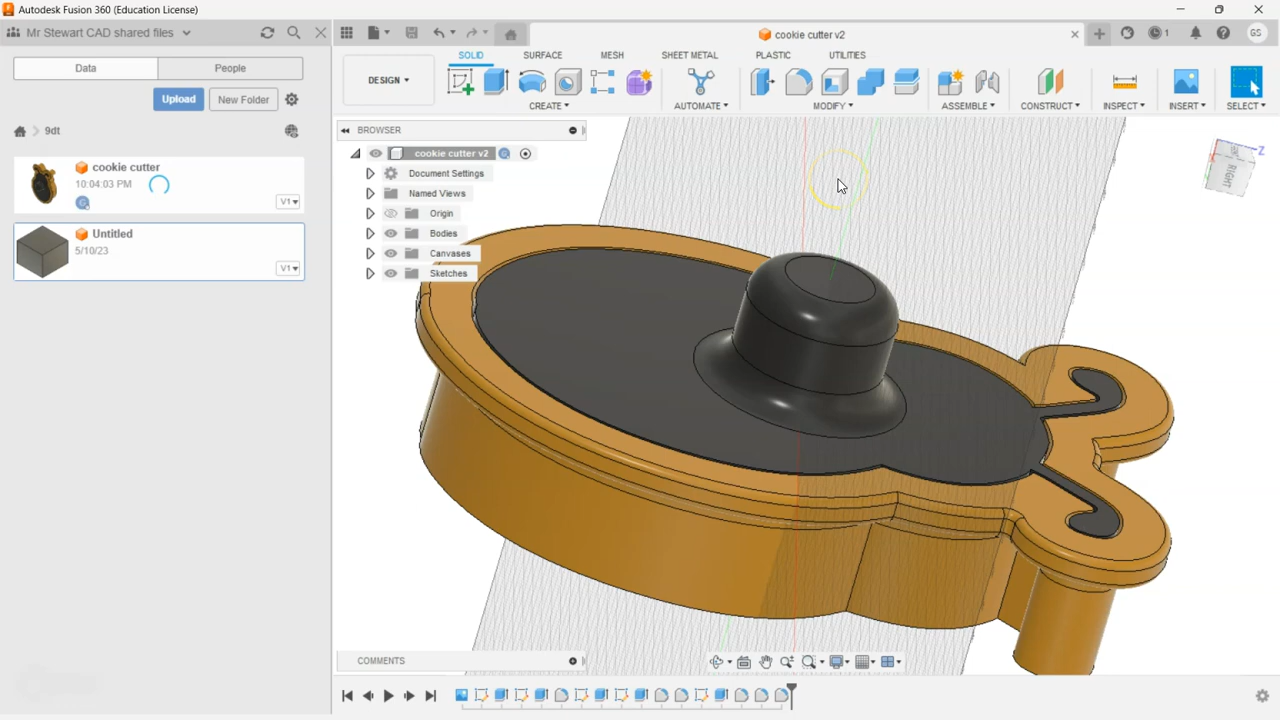 Autodesk Fusion 360 (Education License)
Mr Stewart CAD shared files
cookie cutter v2
1
GS
Data
People
Upload
New Folder
9dt
cookie cutter
10:04:03 PM
V1
Untitled
5/10/23
V1
DESIGN
SOLID
SURFACE
MESH
SHEET METAL
PLASTIC
UTILITIES
CREATE
AUTOMATE
MODIFY
ASSEMBLE
CONSTRUCT
INSPECT
INSERT
SELECT
BROWSER
cookie cutter v2
Document Settings
Named Views
Origin
Bodies
Canvases
Sketches
Z
RIGHT
COMMENTS